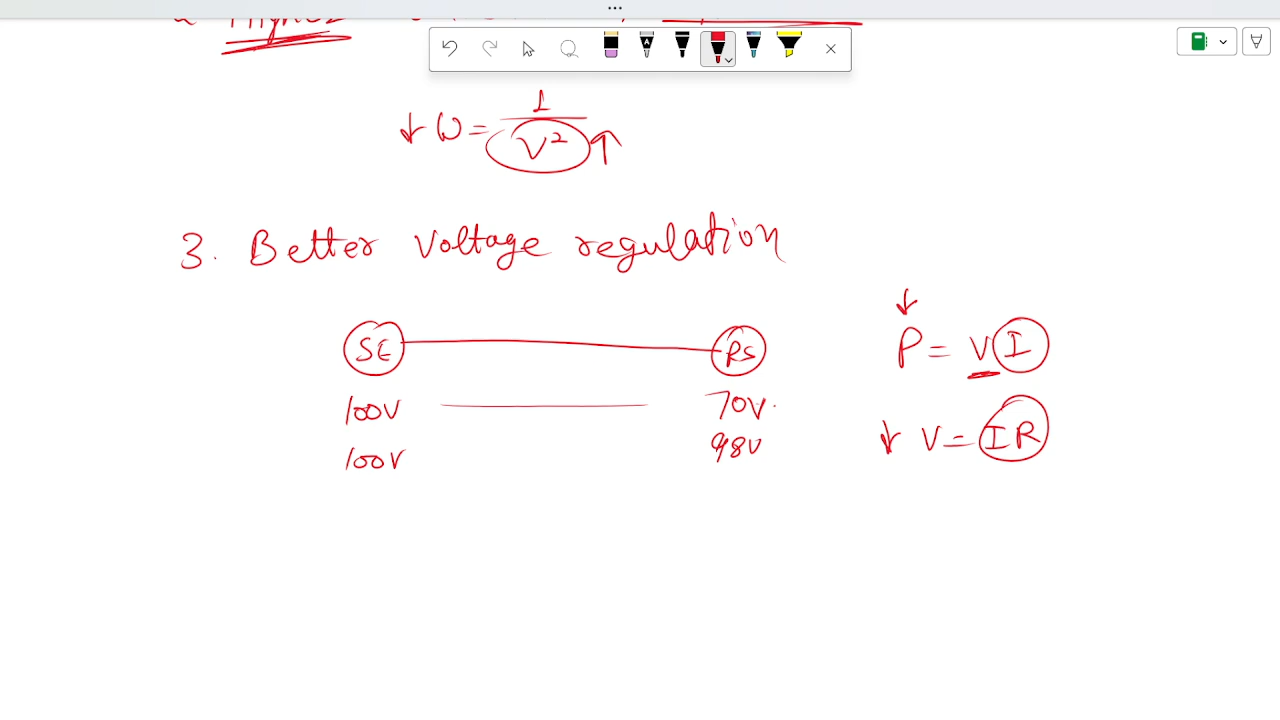 ↓ W = 1
V² ↑
3. Better Voltage regulation
SE RS
100V 70V.
100V 98V
↓
P = VI
↓ V = IR